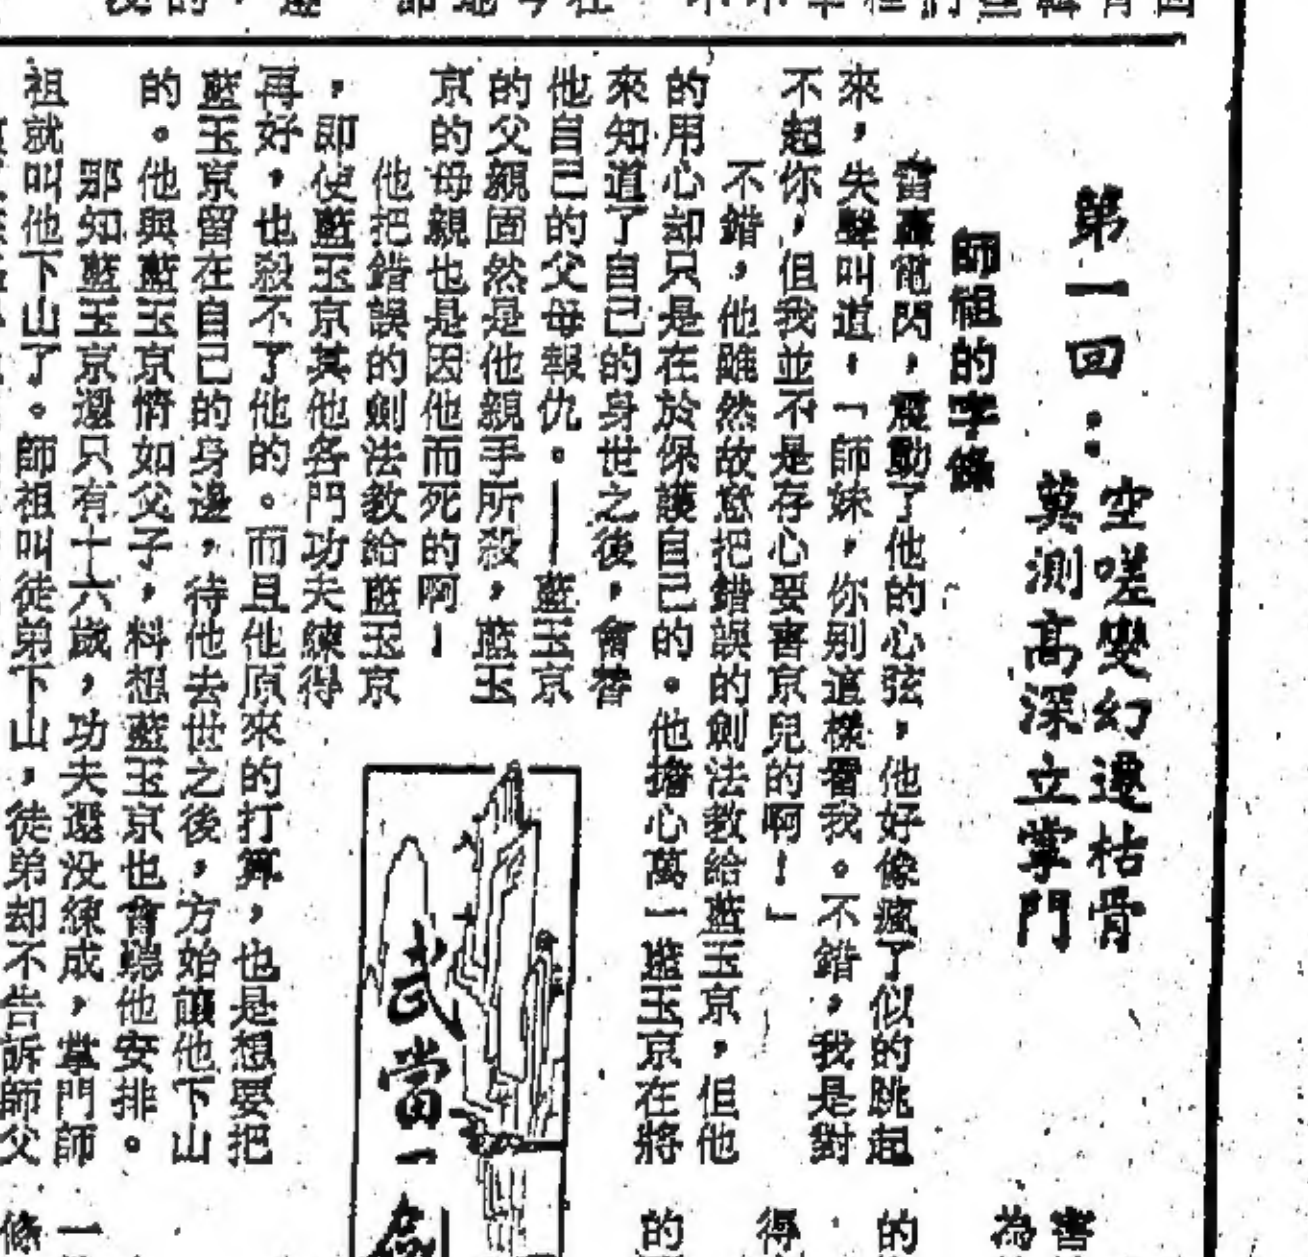 第一回：
空嗟變幻遭枯骨
莫測高深立掌門
師祖的字條
雷轟電閃，震動了他的心弦，他好像瘋了似的跳起
來，失聲叫道，「師妹，你別這樣看我。不錯，我是對
不起你，但我並不是存心要害京兒的啊！」
不錯，他雖然故意把錯誤的劍法教給藍玉京，但他
的用心却只是在於保護自己的。他擔心萬一藍玉京在將
來知道了自己的身世之後，會替
他自己的父母報仇。——藍玉京
的父親固然是他親手所殺，藍玉
京的母親也是因他而死的啊！
他把錯誤的劍法教給藍玉京
，即使藍玉京其他各門功夫練得
再好，也殺不了他的。而且他原來的打算，也是想要把
藍玉京留在自己的身邊，待他去世之後，方始讓他下山
的。他與藍玉京情如父子，料想藍玉京也會聽他安排。
那知藍玉京還只有十六歲，功夫還没練成，掌門師
祖就叫他下山了。師祖叫徒弟下山，徒弟却不告訴師父
武當一劍
害
為
的
得
的
一
條